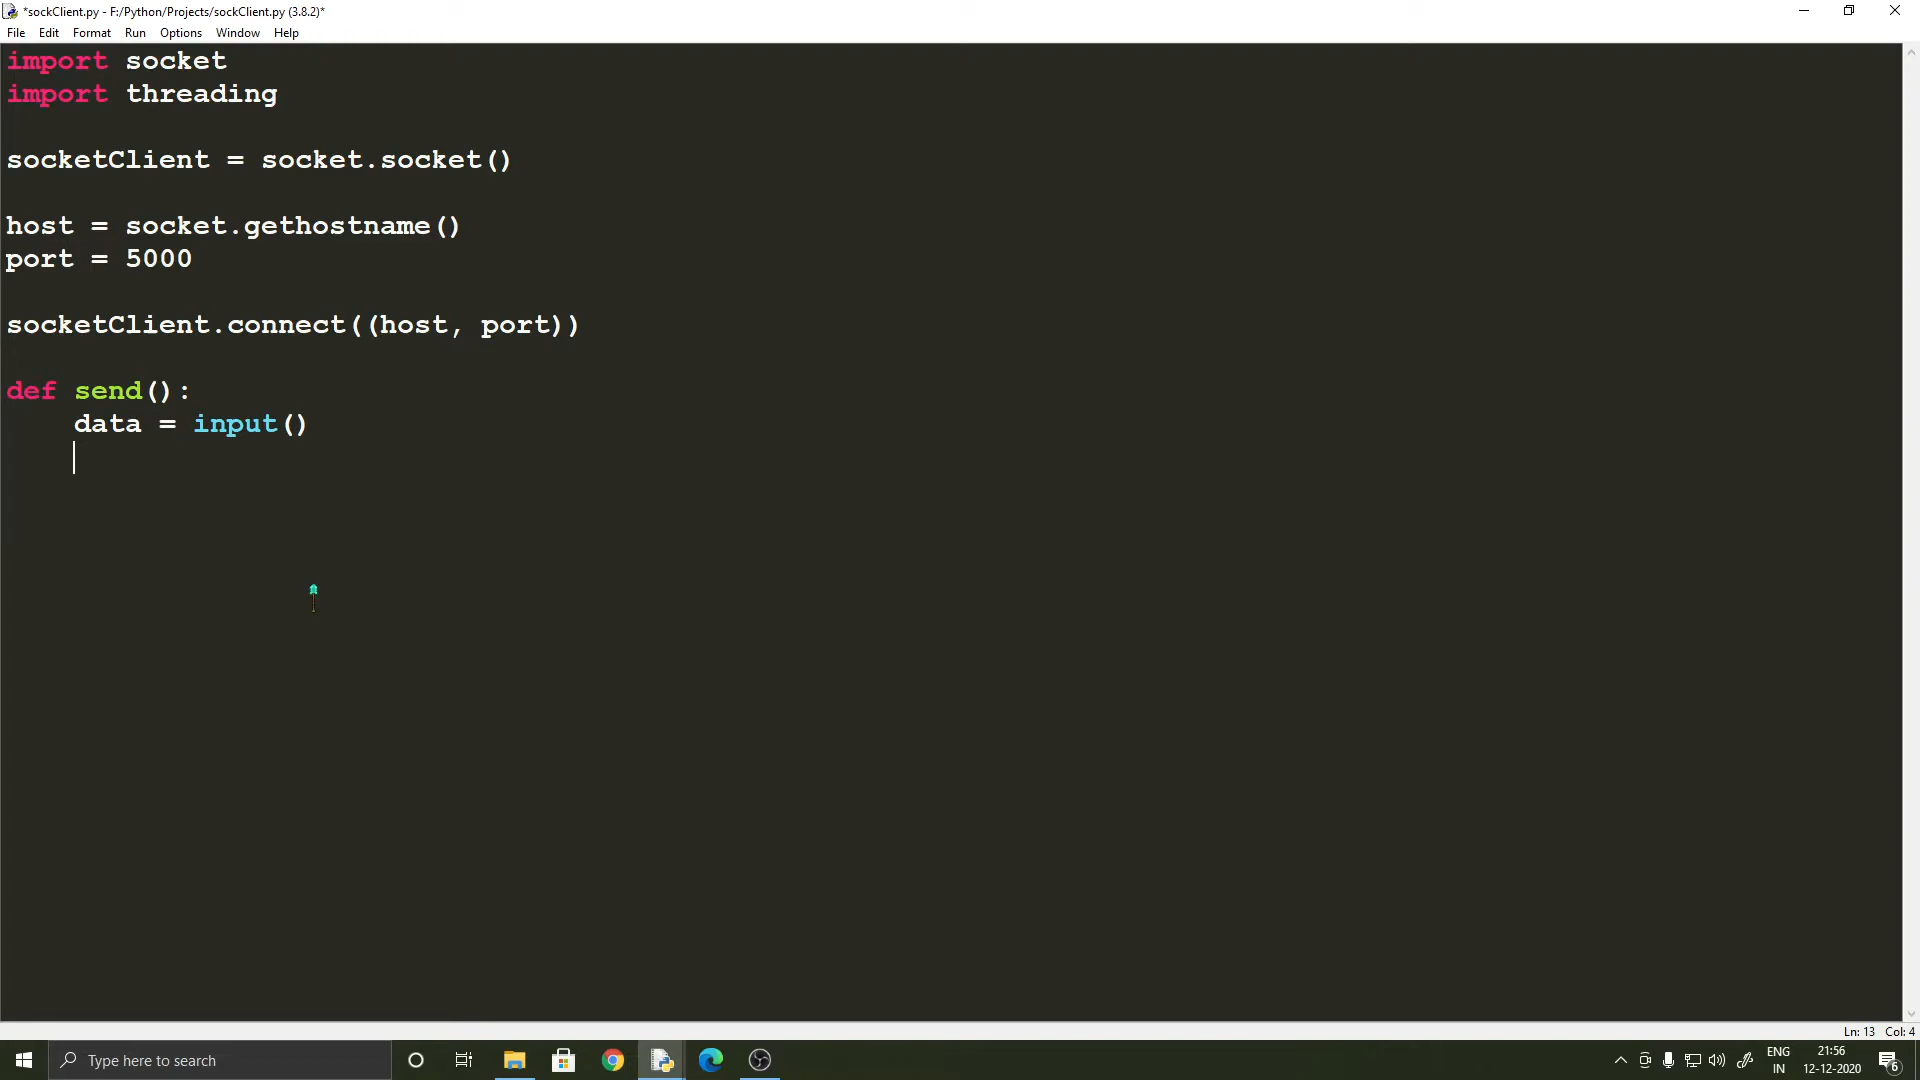 *sockClient.py - F:/Python/Projects/sockClient.py (3.8.2)*
File Edit Format Run Options Window Help
import socket
import threading
socketClient = socket.socket()
host = socket.gethostname()
port = 5000
socketClient.connect((host, port))
def send():
data = input()
Ln: 13 Col: 4
Type here to search
ENG
IN
21:56
12-12-2020
6